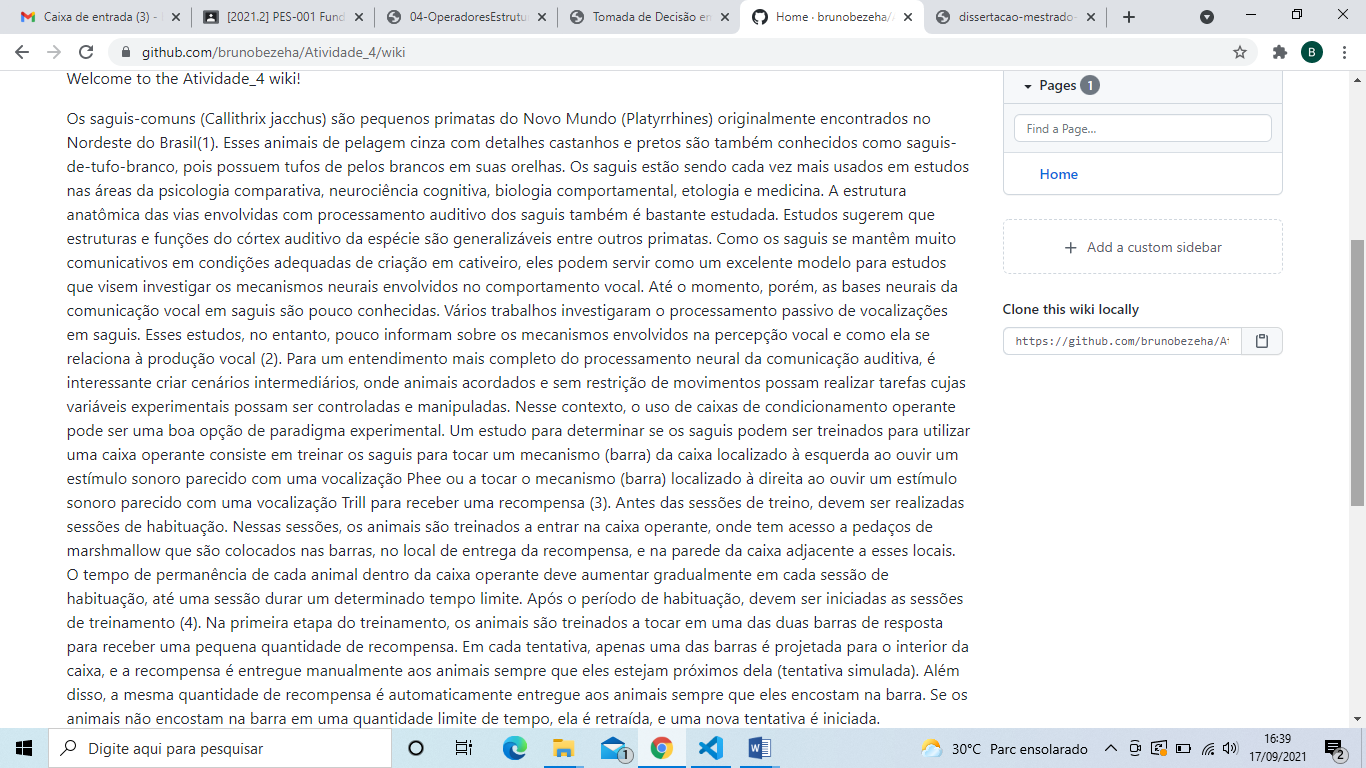 Caixa de entrada (3) -
[2021.2] PES-001 Fund
04-OperadoresEstrutu
Tomada de Decisão em
Home · brunobezeha/
dissertacao-mestrado-
github.com/brunobezeha/Atividade_4/wiki
B
Welcome to the Atividade_4 wiki!
Os saguis-comuns (Callithrix jacchus) são pequenos primatas do Novo Mundo (Platyrrhines) originalmente encontrados no
Nordeste do Brasil(1). Esses animais de pelagem cinza com detalhes castanhos e pretos são também conhecidos como saguis-
de-tufo-branco, pois possuem tufos de pelos brancos em suas orelhas. Os saguis estão sendo cada vez mais usados em estudos
nas áreas da psicologia comparativa, neurociência cognitiva, biologia comportamental, etologia e medicina. A estrutura
anatômica das vias envolvidas com processamento auditivo dos saguis também é bastante estudada. Estudos sugerem que
estruturas e funções do córtex auditivo da espécie são generalizáveis entre outros primatas. Como os saguis se mantêm muito
comunicativos em condições adequadas de criação em cativeiro, eles podem servir como um excelente modelo para estudos
que visem investigar os mecanismos neurais envolvidos no comportamento vocal. Até o momento, porém, as bases neurais da
comunicação vocal em saguis são pouco conhecidas. Vários trabalhos investigaram o processamento passivo de vocalizações
em saguis. Esses estudos, no entanto, pouco informam sobre os mecanismos envolvidos na percepção vocal e como ela se
relaciona à produção vocal (2). Para um entendimento mais completo do processamento neural da comunicação auditiva, é
interessante criar cenários intermediários, onde animais acordados e sem restrição de movimentos possam realizar tarefas cujas
variáveis experimentais possam ser controladas e manipuladas. Nesse contexto, o uso de caixas de condicionamento operante
pode ser uma boa opção de paradigma experimental. Um estudo para determinar se os saguis podem ser treinados para utilizar
uma caixa operante consiste em treinar os saguis para tocar um mecanismo (barra) da caixa localizado à esquerda ao ouvir um
estímulo sonoro parecido com uma vocalização Phee ou a tocar o mecanismo (barra) localizado à direita ao ouvir um estímulo
sonoro parecido com uma vocalização Trill para receber uma recompensa (3). Antes das sessões de treino, devem ser realizadas
sessões de habituação. Nessas sessões, os animais são treinados a entrar na caixa operante, onde tem acesso a pedaços de
marshmallow que são colocados nas barras, no local de entrega da recompensa, e na parede da caixa adjacente a esses locais.
O tempo de permanência de cada animal dentro da caixa operante deve aumentar gradualmente em cada sessão de
habituação, até uma sessão durar um determinado tempo limite. Após o período de habituação, devem ser iniciadas as sessões
de treinamento (4). Na primeira etapa do treinamento, os animais são treinados a tocar em uma das duas barras de resposta
para receber uma pequena quantidade de recompensa. Em cada tentativa, apenas uma das barras é projetada para o interior da
caixa, e a recompensa é entregue manualmente aos animais sempre que eles estejam próximos dela (tentativa simulada). Além
disso, a mesma quantidade de recompensa é automaticamente entregue aos animais sempre que eles encostam na barra. Se os
animais não encostam na barra em uma quantidade limite de tempo, ela é retraída, e uma nova tentativa é iniciada.
Pages 1
Find a Page...
Home
Add a custom sidebar
Clone this wiki locally
https://github.com/brunobezeha/A
Digite aqui para pesquisar
1
30°C Parc ensolarado
16:39
17/09/2021
2